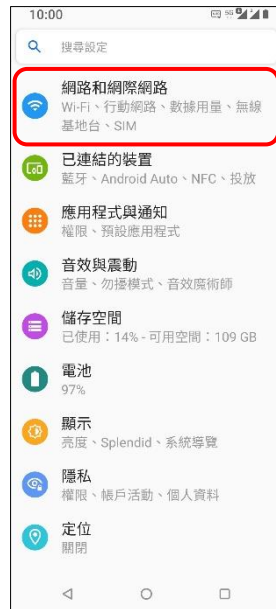 10:00
搜尋設定
網路和網際網路
Wi-Fi、行動網路、數據用量、無線
基地台、SIM
已連結的裝置
藍牙、Android Auto、NFC、投放
應用程式與通知
權限、預設應用程式
音效與震動
音量、勿擾模式、音效魔術師
儲存空間
已使用：14% - 可用空間：109 GB
電池
97%
顯示
亮度、Splendid、系統導覽
隱私
權限、帳戶活動、個人資料
定位
關閉